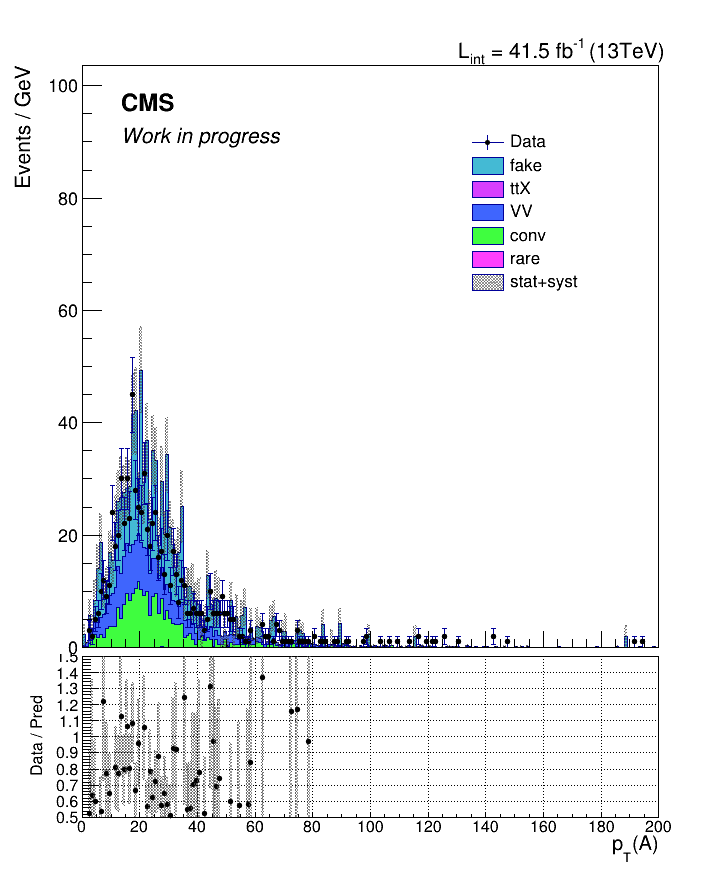 L_int = 41.5 fb^-1 (13TeV)
Events / GeV
100
80
60
40
20
0
CMS
Work in progress
Data
fake
ttX
VV
conv
rare
stat+syst
Data / Pred
1.5
1.4
1.3
1.2
1.1
1
0.9
0.8
0.7
0.6
0.5
0 20 40 60 80 100 120 140 160 180 200
p_T(A)